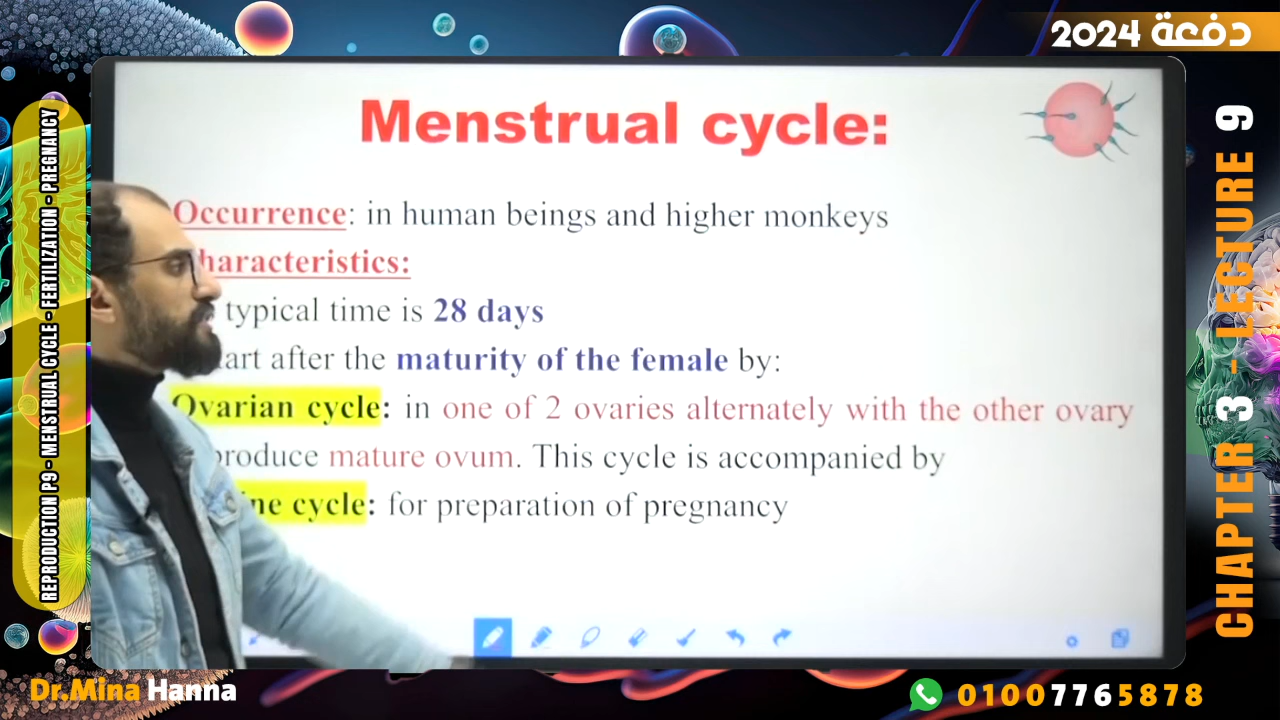 دفعة 2024
Menstrual cycle:
Occurrence: in human beings and higher monkeys
haracteristics:
typical time is 28 days
art after the maturity of the female by:
Ovarian cycle: in one of 2 ovaries alternately with the other ovary
produce mature ovum. This cycle is accompanied by
ne cycle: for preparation of pregnancy
REPRODUCTION P9 - MENSTRUAL CYCLE - FERTILIZATION - PREGNANCY
CHAPTER 3 - LECTURE 9
Dr.Mina Hanna
01007765878